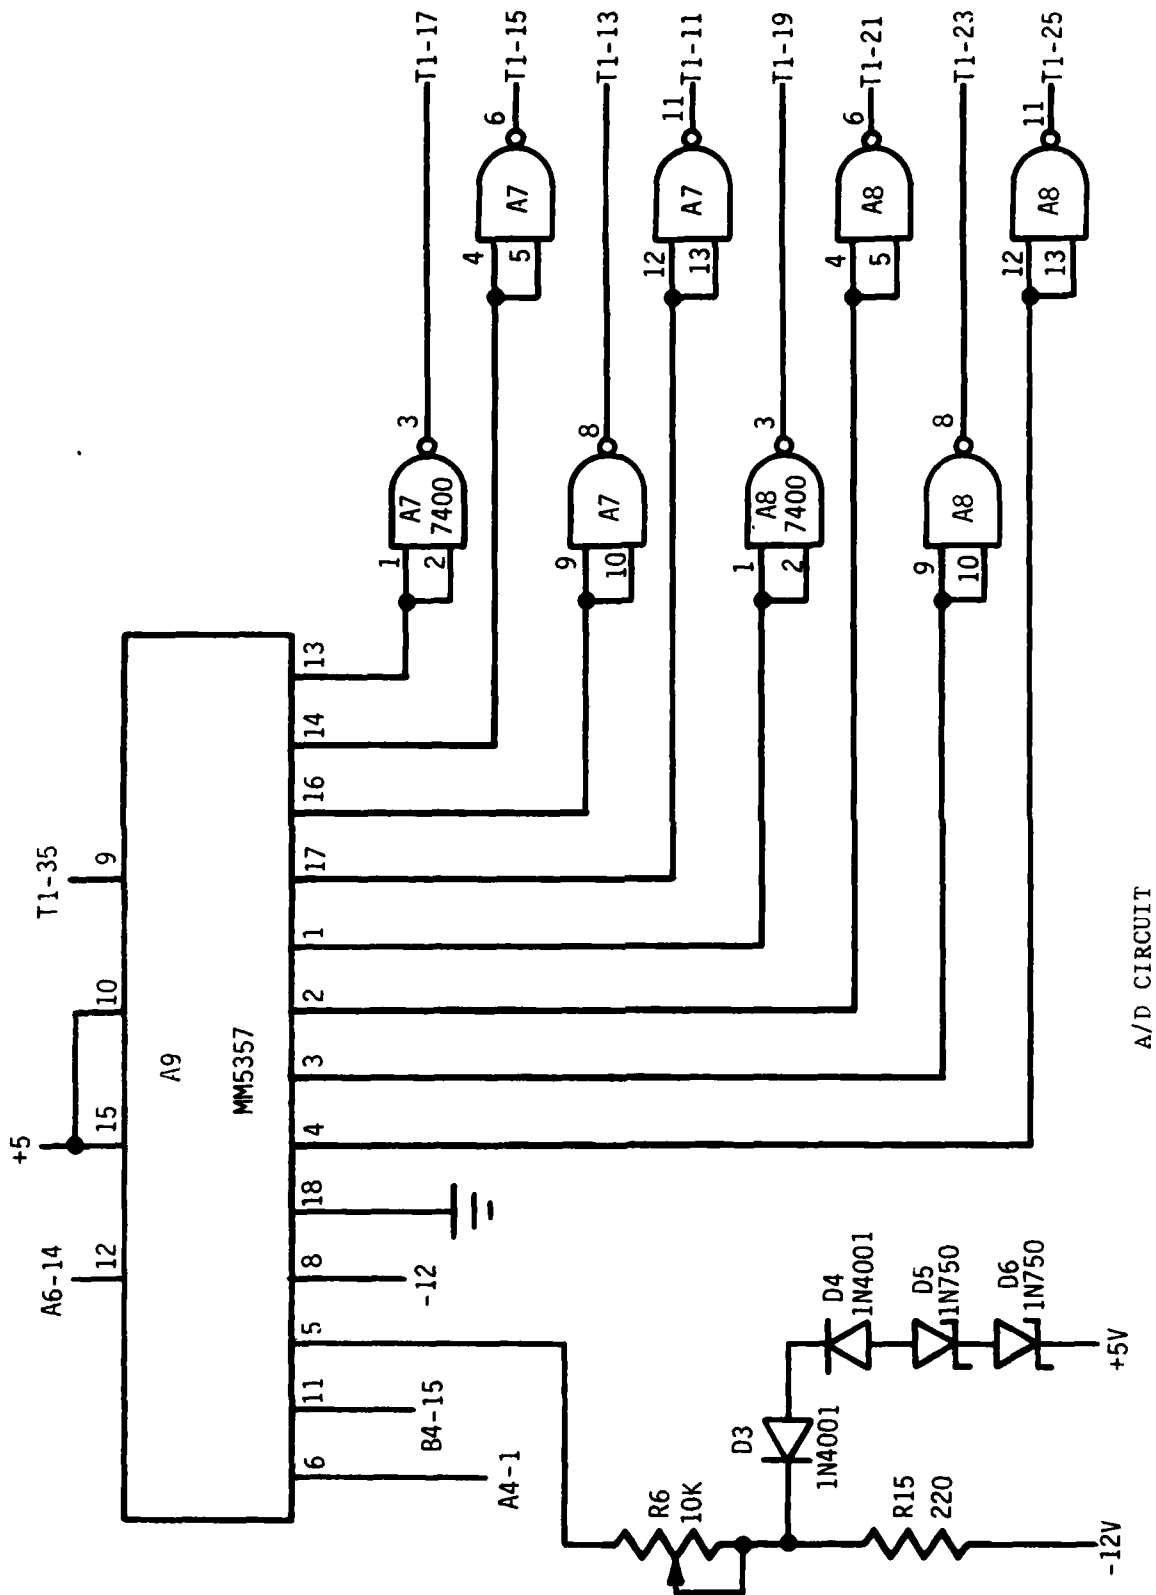 A6-14
+5
T1-35
12
15
10
9
A9
MM5357
6
11
5
8
18
4
3
2
1
17
16
14
13
A4-1
B4-15
-12
1
2
A7
7400
3
T1-17
4
5
A7
6
T1-15
9
10
A7
8
T1-13
12
13
A7
11
T1-11
1
2
A8
7400
3
T1-19
4
5
A8
6
T1-21
9
10
A8
8
T1-23
12
13
A8
11
T1-25
R6
10K
D3
1N4001
D4
1N4001
D5
1N750
D6
1N750
R15
220
-12V
+5V
A/D CIRCUIT